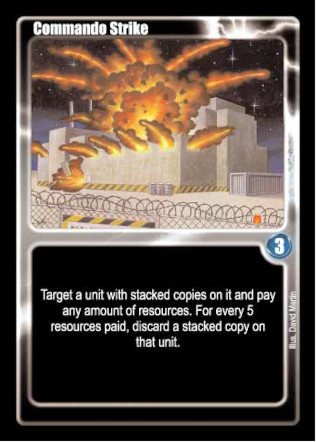 Commando Strike
3
Target a unit with stacked copies on it and pay
any amount of resources. For every 5
resources paid, discard a stacked copy on
that unit.
Illus. David Martin